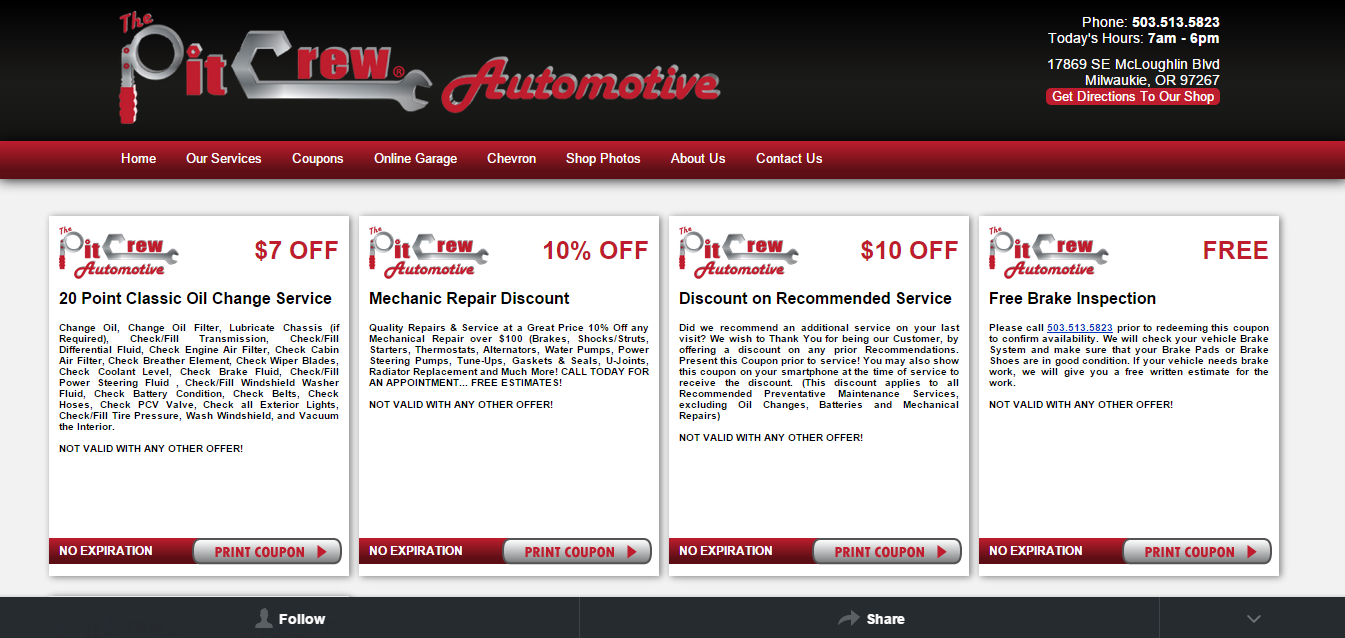 The Pit Crew® Automotive
Phone: 503.513.5823
Today's Hours: 7am - 6pm
17869 SE McLoughlin Blvd
Milwaukie, OR 97267
Get Directions To Our Shop
Home Our Services Coupons Online Garage Chevron Shop Photos About Us Contact Us
The Pit Crew Automotive
$7 OFF
20 Point Classic Oil Change Service
Change Oil, Change Oil Filter, Lubricate Chassis (if
Required), Check/Fill Transmission, Check/Fill
Differential Fluid, Check Engine Air Filter, Check Cabin
Air Filter, Check Breather Element, Check Wiper Blades,
Check Coolant Level, Check Brake Fluid, Check/Fill
Power Steering Fluid , Check/Fill Windshield Washer
Fluid, Check Battery Condition, Check Belts, Check
Hoses, Check PCV Valve, Check all Exterior Lights,
Check/Fill Tire Pressure, Wash Windshield, and Vacuum
the Interior.
NOT VALID WITH ANY OTHER OFFER!
NO EXPIRATION
PRINT COUPON
The Pit Crew Automotive
10% OFF
Mechanic Repair Discount
Quality Repairs & Service at a Great Price 10% Off any
Mechanical Repair over $100 (Brakes, Shocks/Struts,
Starters, Thermostats, Alternators, Water Pumps, Power
Steering Pumps, Tune-Ups, Gaskets & Seals, U-Joints,
Radiator Replacement and Much More! CALL TODAY FOR
AN APPOINTMENT... FREE ESTIMATES!
NOT VALID WITH ANY OTHER OFFER!
NO EXPIRATION
PRINT COUPON
The Pit Crew Automotive
$10 OFF
Discount on Recommended Service
Did we recommend an additional service on your last
visit? We wish to Thank You for being our Customer, by
offering a discount on any prior Recommendations.
Present this Coupon prior to service! You may also show
this coupon on your smartphone at the time of service to
receive the discount. (This discount applies to all
Recommended Preventative Maintenance Services,
excluding Oil Changes, Batteries and Mechanical
Repairs)
NOT VALID WITH ANY OTHER OFFER!
NO EXPIRATION
PRINT COUPON
The Pit Crew Automotive
FREE
Free Brake Inspection
Please call 503.513.5823 prior to redeeming this coupon
to confirm availability. We will check your vehicle Brake
System and make sure that your Brake Pads or Brake
Shoes are in good condition. If your vehicle needs brake
work, we will give you a free written estimate for the
work.
NOT VALID WITH ANY OTHER OFFER!
NO EXPIRATION
PRINT COUPON
Follow
Share